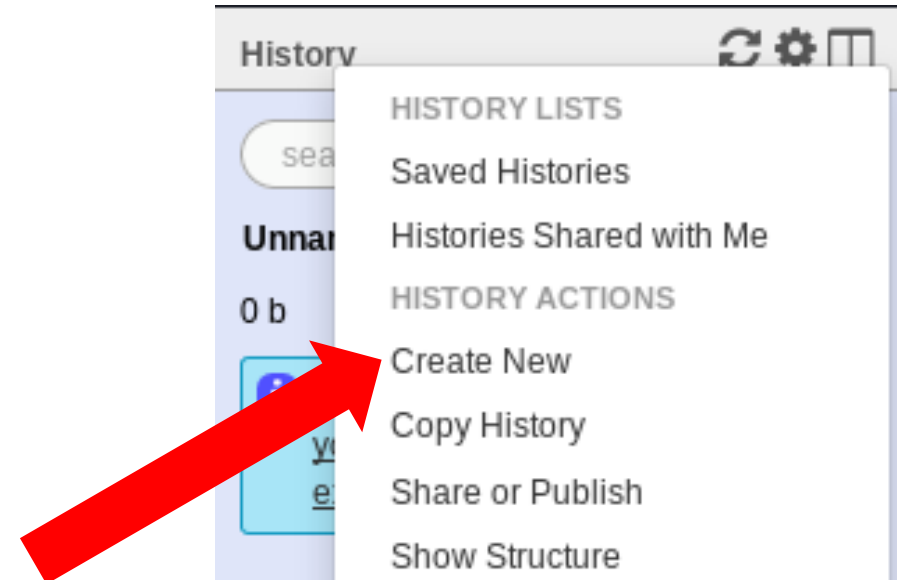 History
HISTORY LISTS
Saved Histories
Histories Shared with Me
0 b
HISTORY ACTIONS
Create New
Copy History
Share or Publish
Show Structure